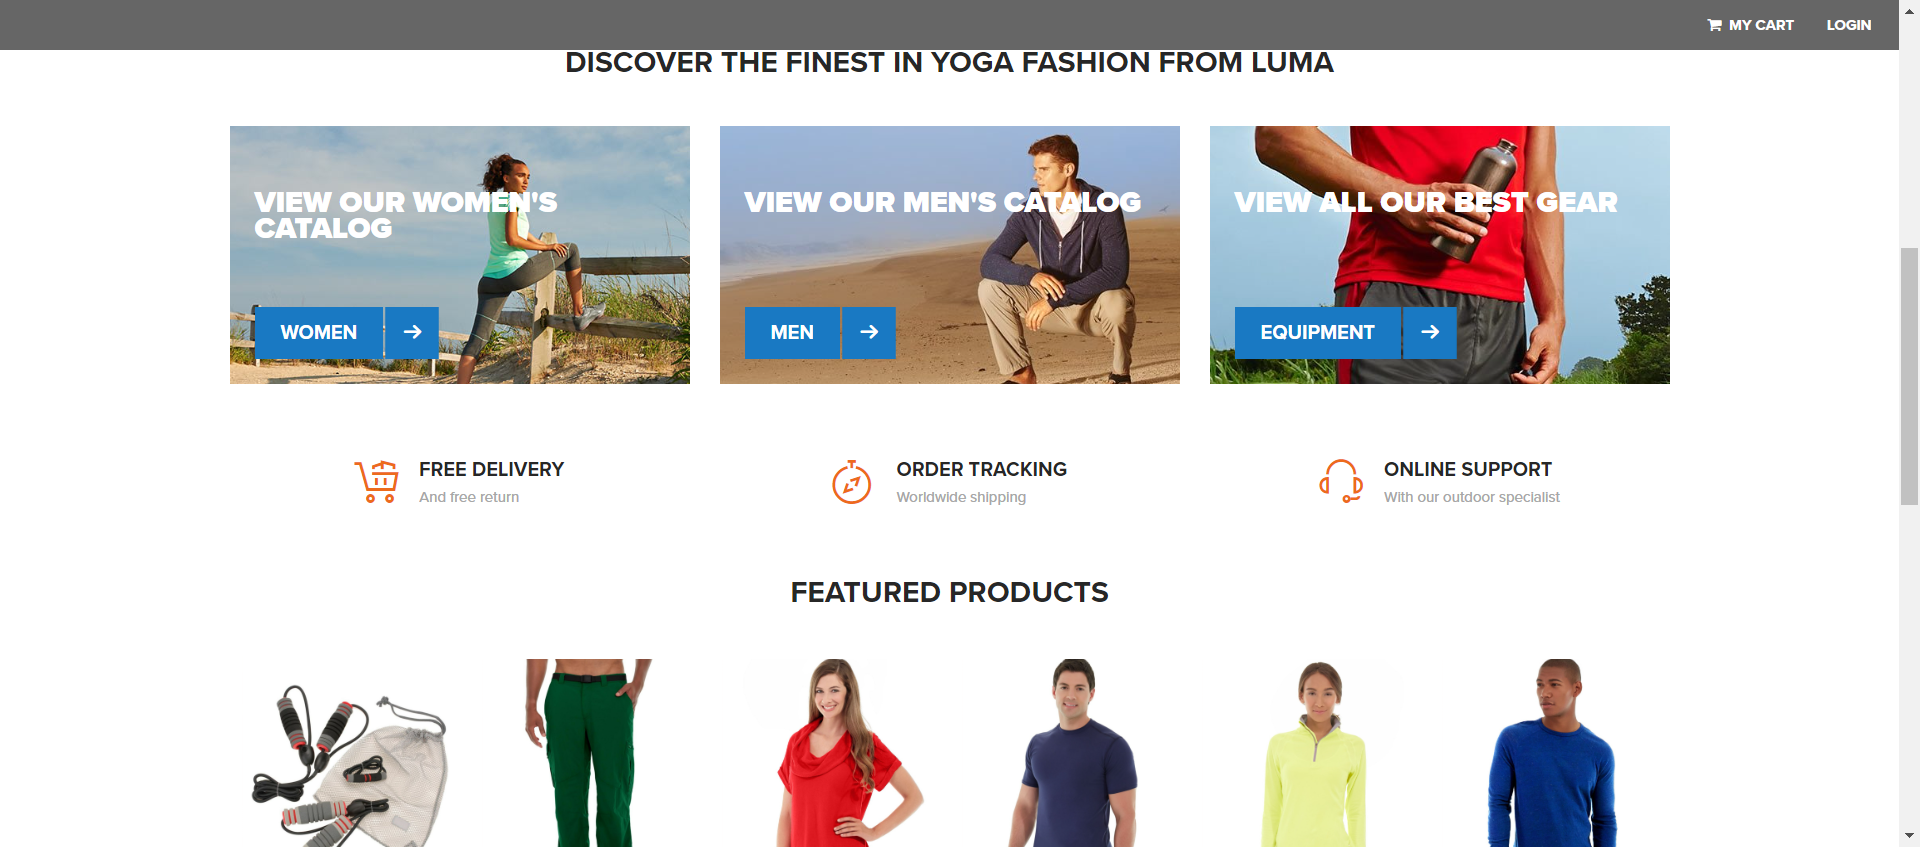 MY CART
LOGIN
DISCOVER THE FINEST IN YOGA FASHION FROM LUMA
VIEW OUR WOMEN'S
CATALOG
WOMEN
VIEW OUR MEN'S CATALOG
MEN
VIEW ALL OUR BEST GEAR
EQUIPMENT
FREE DELIVERY
And free return
ORDER TRACKING
Worldwide shipping
ONLINE SUPPORT
With our outdoor specialist
FEATURED PRODUCTS